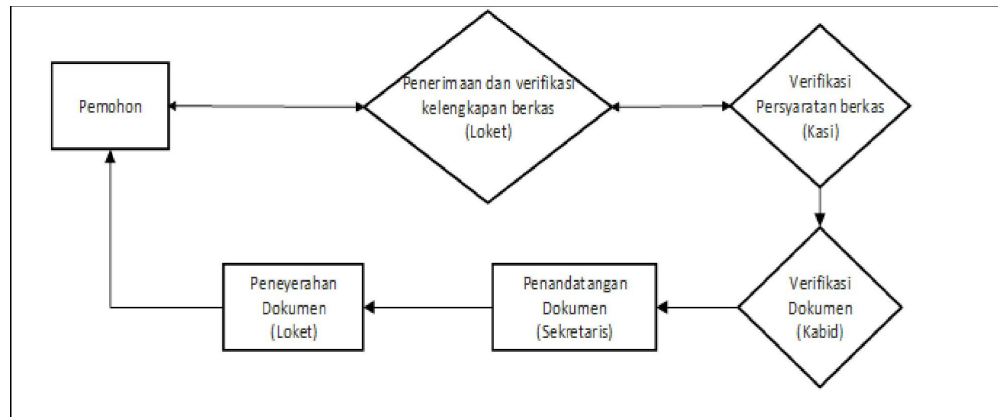 Pemohon
Penerimaan dan verifikasi
kelengkapan berkas
(Loket)
Verifikasi
Persyaratan berkas
(Kasi)
Peneyerahan
Dokumen
(Loket)
Penandatangan
Dokumen
(Sekretaris)
Verifikasi
Dokumen
(Kabid)